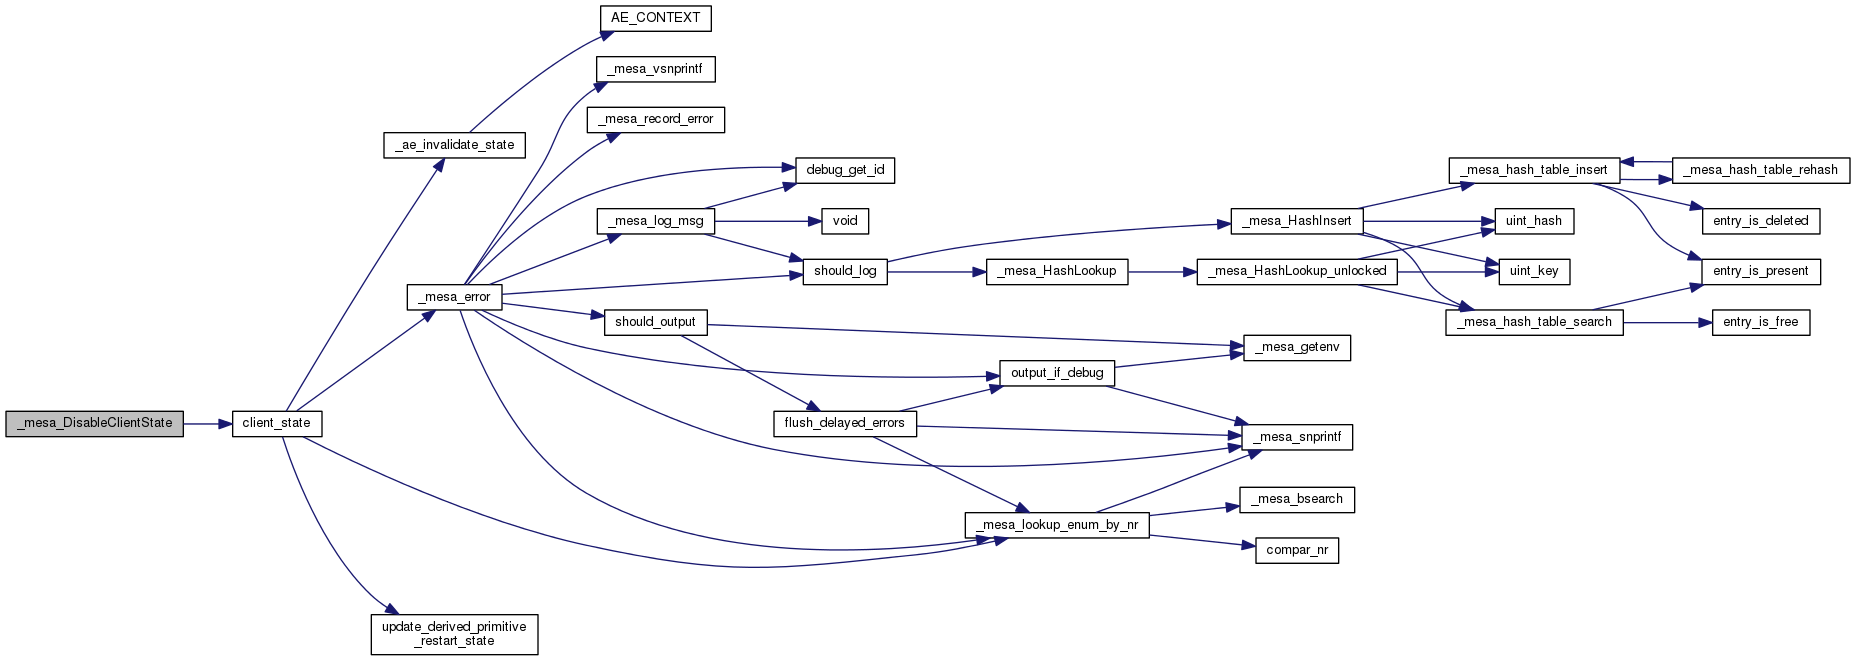 AE_CONTEXT
_mesa_vsnprintf
_mesa_record_error
_ae_invalidate_state
debug_get_id
_mesa_hash_table_insert
_mesa_hash_table_rehash
_mesa_log_msg
void
_mesa_HashInsert
uint_hash
entry_is_deleted
should_log
_mesa_HashLookup
_mesa_HashLookup_unlocked
uint_key
entry_is_present
_mesa_error
should_output
_mesa_hash_table_search
entry_is_free
_mesa_getenv
output_if_debug
_mesa_DisableClientState
client_state
flush_delayed_errors
_mesa_snprintf
_mesa_bsearch
_mesa_lookup_enum_by_nr
compar_nr
update_derived_primitive
_restart_state